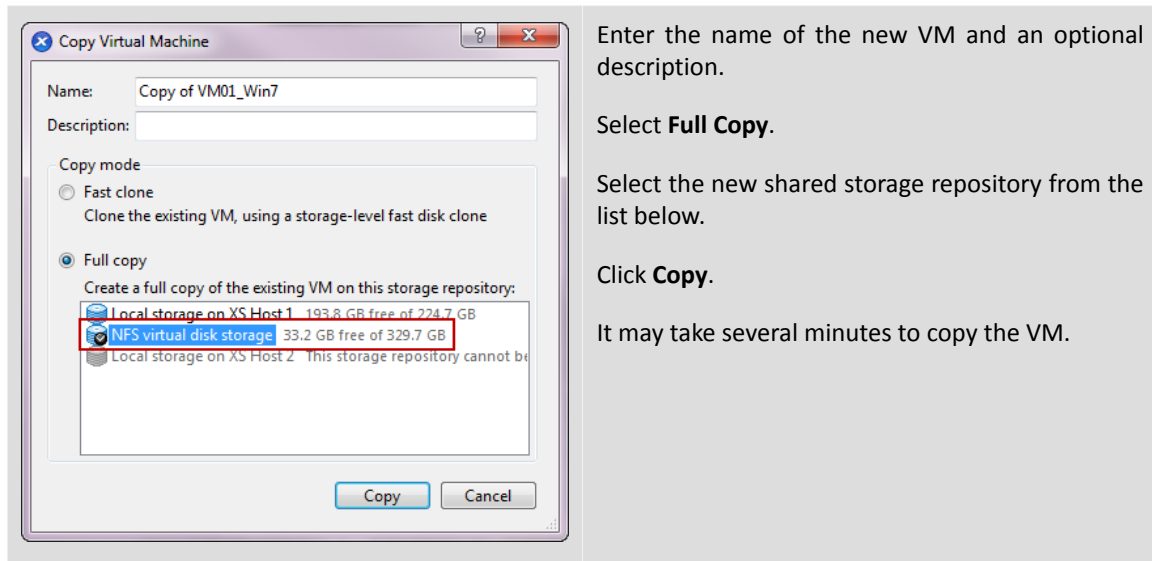 Copy Virtual Machine
Name: Copy of VM01_Win7
Description:
Copy mode
Fast clone
Clone the existing VM, using a storage-level fast disk clone
Full copy
Create a full copy of the existing VM on this storage repository:
Local storage on XS Host 1 193.8 GB free of 224.7 GB
NFS virtual disk storage 33.2 GB free of 329.7 GB
Local storage on XS Host 2 This storage repository cannot be
Copy Cancel
Enter the name of the new VM and an optional
description.
Select Full Copy.
Select the new shared storage repository from the
list below.
Click Copy.
It may take several minutes to copy the VM.